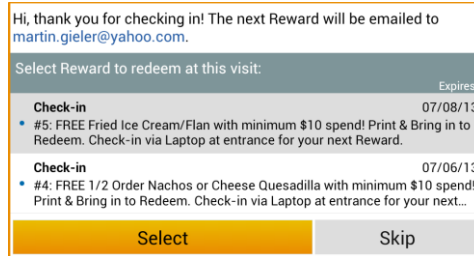 Hi, thank you for checking in! The next Reward will be emailed to
martin.gieler@yahoo.com.
Select Reward to redeem at this visit:
Expires
Check-in 07/08/13
• #5: FREE Fried Ice Cream/Flan with minimum $10 spend! Print & Bring in to
Redeem. Check-in via Laptop at entrance for your next Reward.
Check-in 07/06/13
• #4: FREE 1/2 Order Nachos or Cheese Quesadilla with minimum $10 spend!
Print & Bring in to Redeem. Check-in via Laptop at entrance for your next...
Select Skip